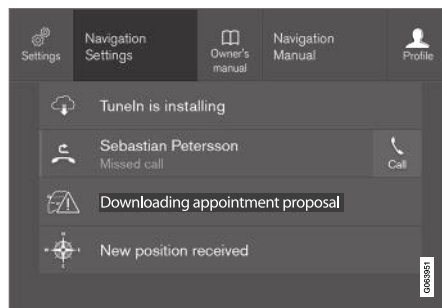 Settings
Navigation
Settings
Owner's
manual
Navigation
Manual
Profile
TuneIn is installing
Sebastian Petersson
Missed call
Call
Downloading appointment proposal
New position received
G063951